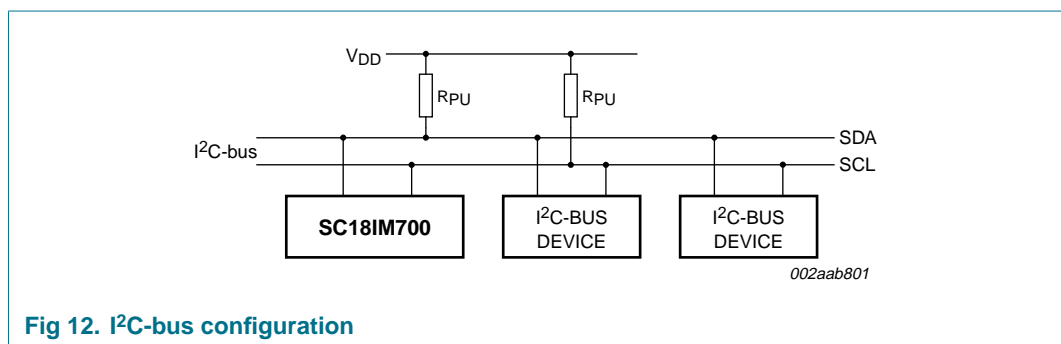 VDD
RPU RPU
SDA
I²C-bus
SCL
SC18IM700
I²C-BUS
DEVICE
I²C-BUS
DEVICE
002aab801
Fig 12. I²C-bus configuration